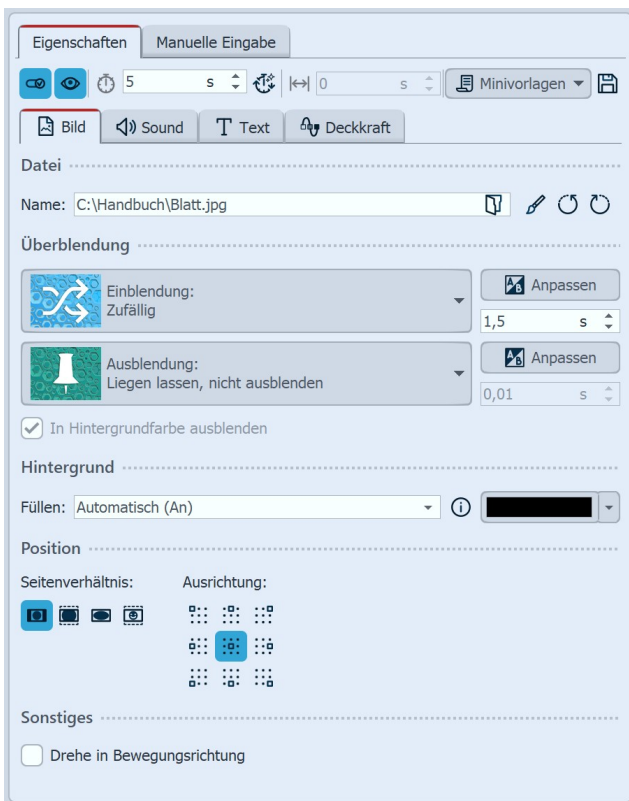 Eigenschaften Manuelle Eingabe
5 s 0 s Minivorlagen
Bild Sound Text Deckkraft
Datei
Name: C:\Handbuch\Blatt.jpg
Überblendung
Einblendung:
Zufällig
Anpassen
1,5 s
Ausblendung:
Liegen lassen, nicht ausblenden
Anpassen
0,01 s
In Hintergrundfarbe ausblenden
Hintergrund
Füllen: Automatisch (An)
Position
Seitenverhältnis: Ausrichtung:
Sonstiges
Drehe in Bewegungsrichtung